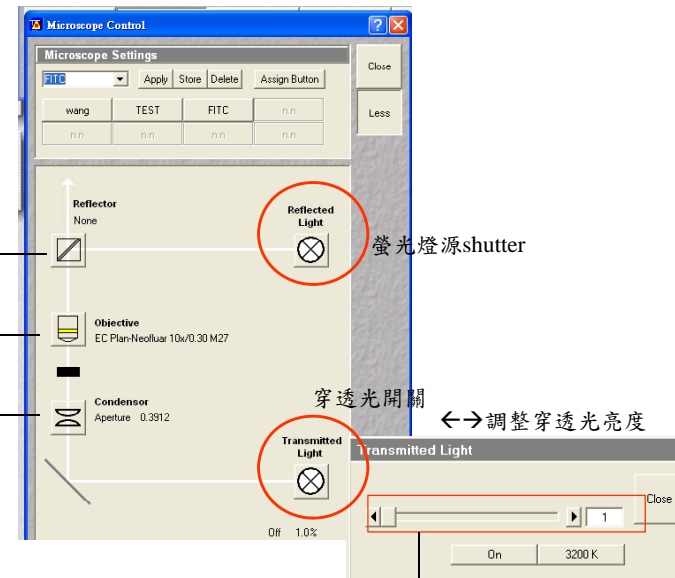 Microscope Control
Microscope Settings
FITC Apply Store Delete Assign Button
Close
wang TEST FITC n.n
n.n n.n n.n n.n
Less
Reflector
None
Reflected
Light
螢光燈源shutter
Objective
EC Plan-Neofluar 10x/0.30 M27
穿透光開關
Condensor
Aperture 0.3912
←→調整穿透光亮度
Transmitted
Light
Off 1.0%
Transmitted Light
Close
1
On 3200 K